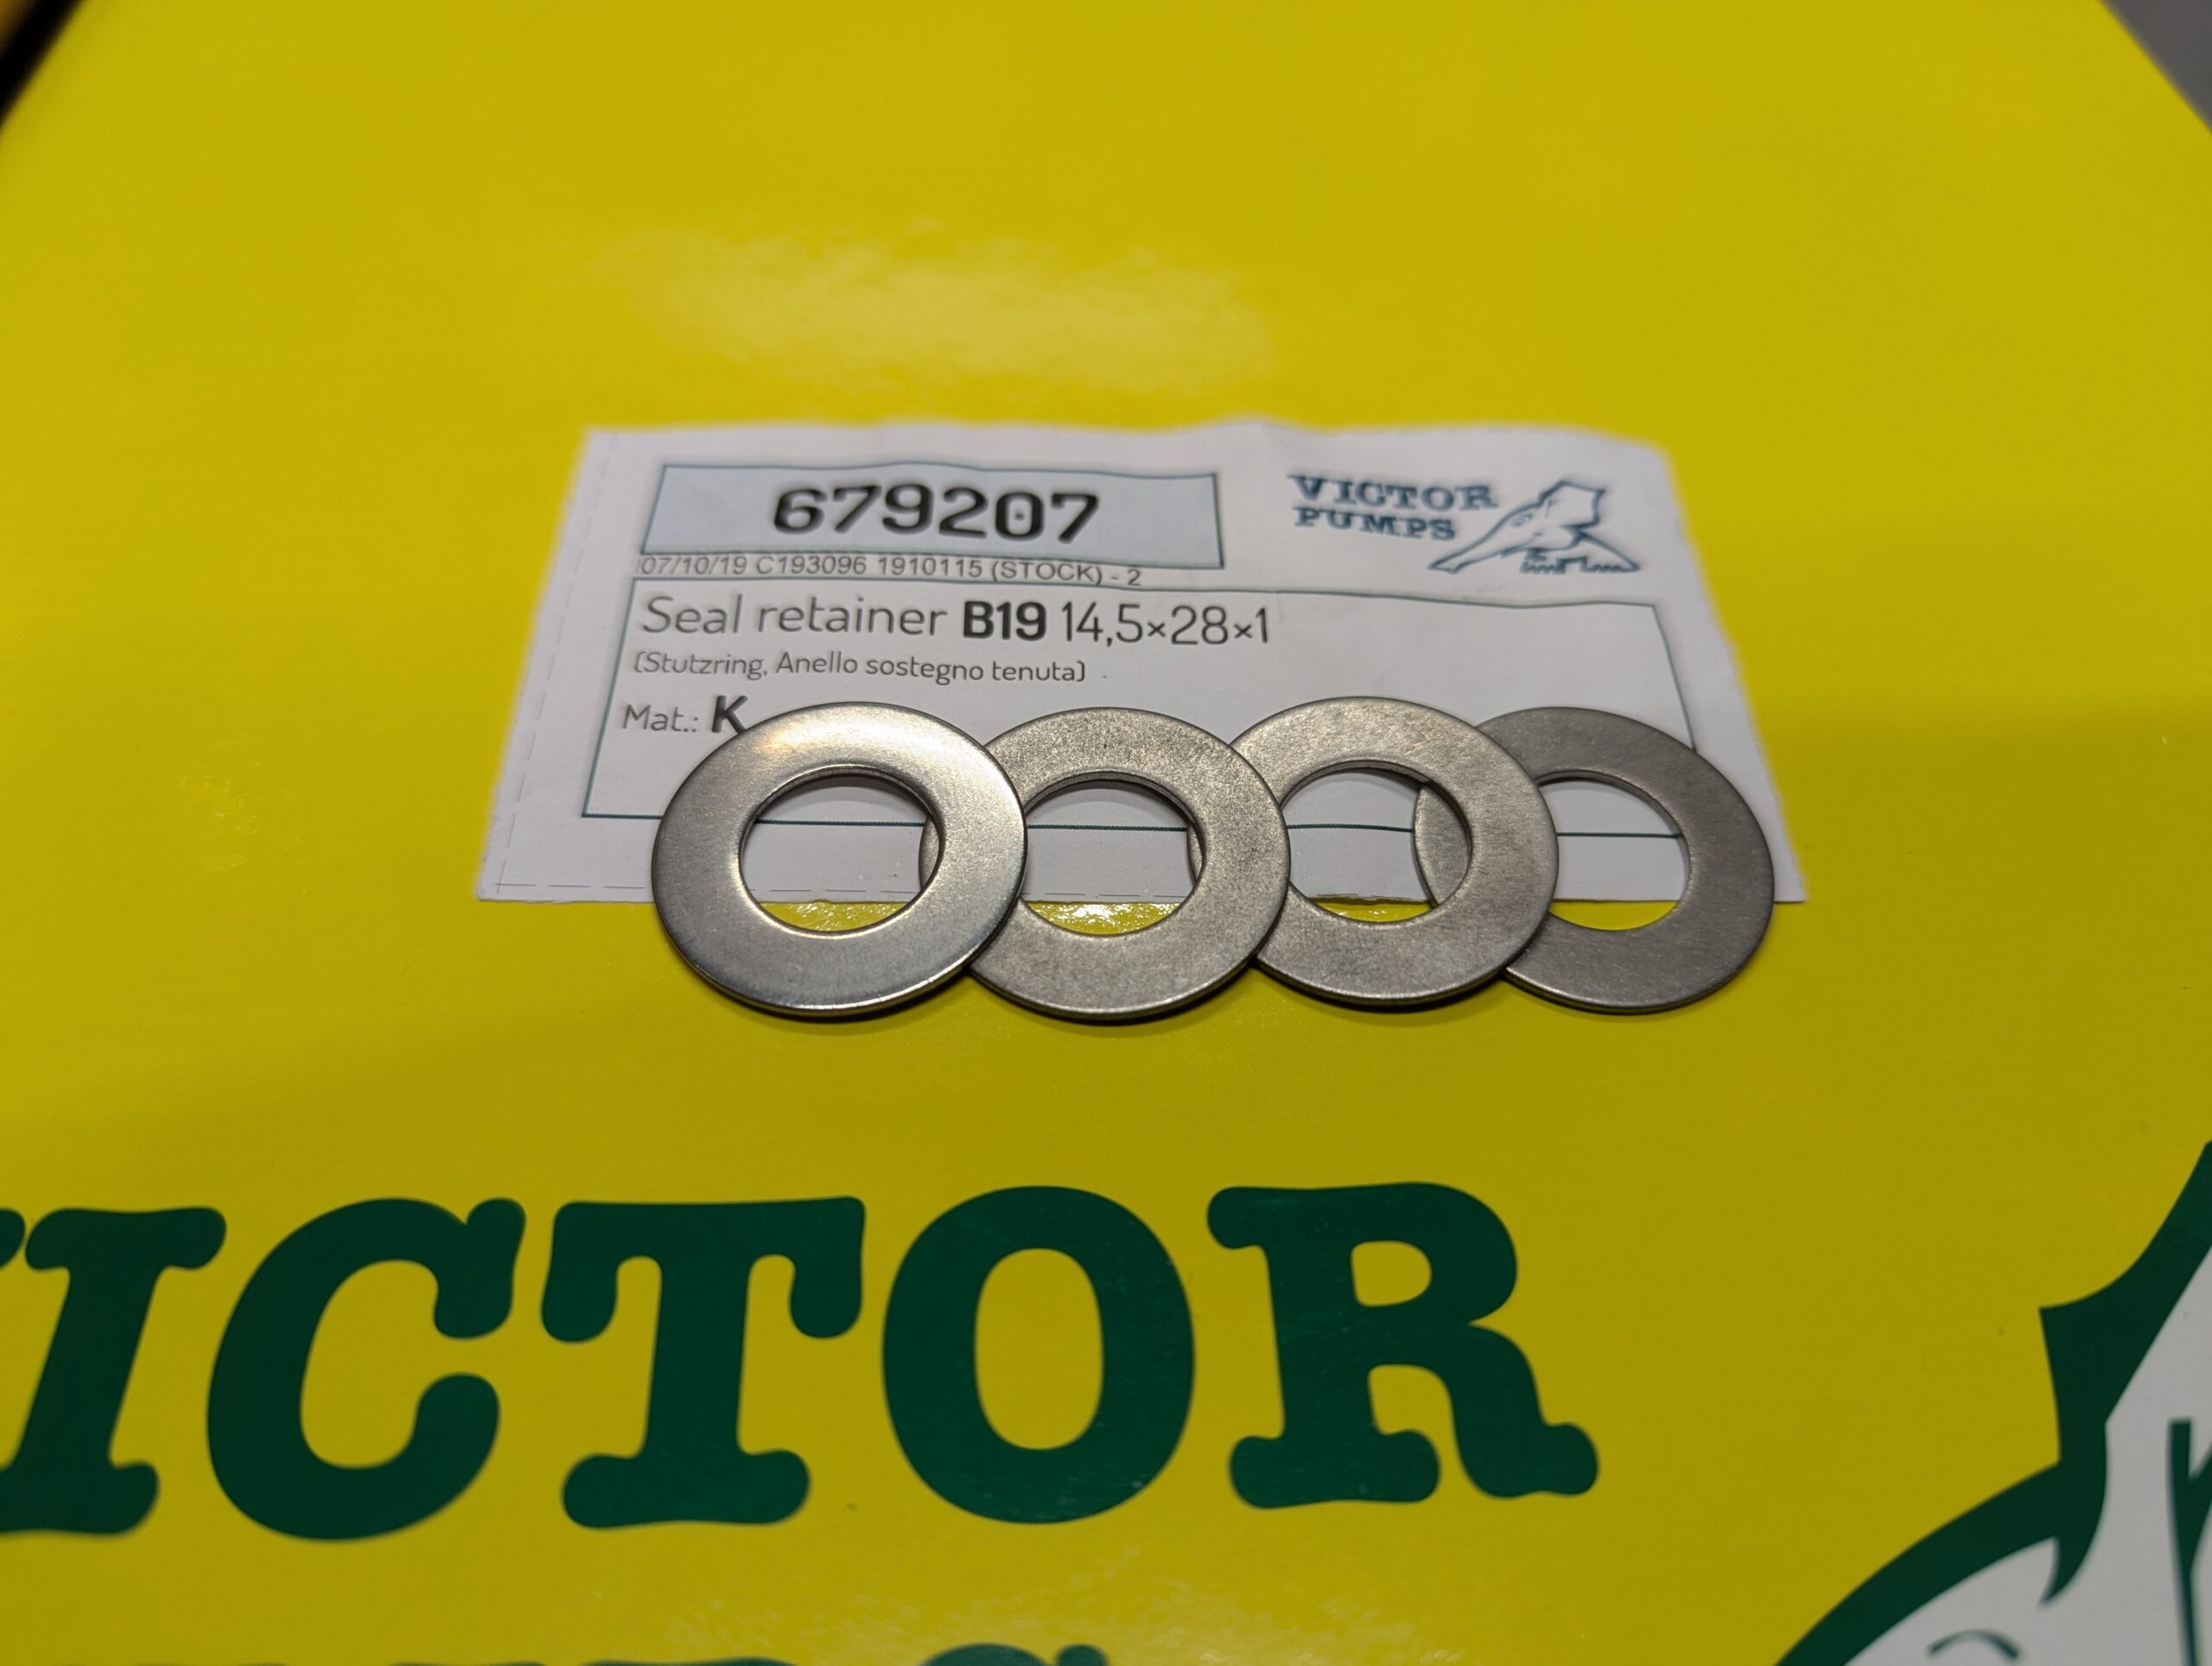 679207
VICTOR
PUMPS
07/10/19 C193096 1910115 (STOCK) - 2
Seal retainer B19 14,5×28×1
(Stutzring, Anello sostegno tenuta)
Mat.: K
VICTOR